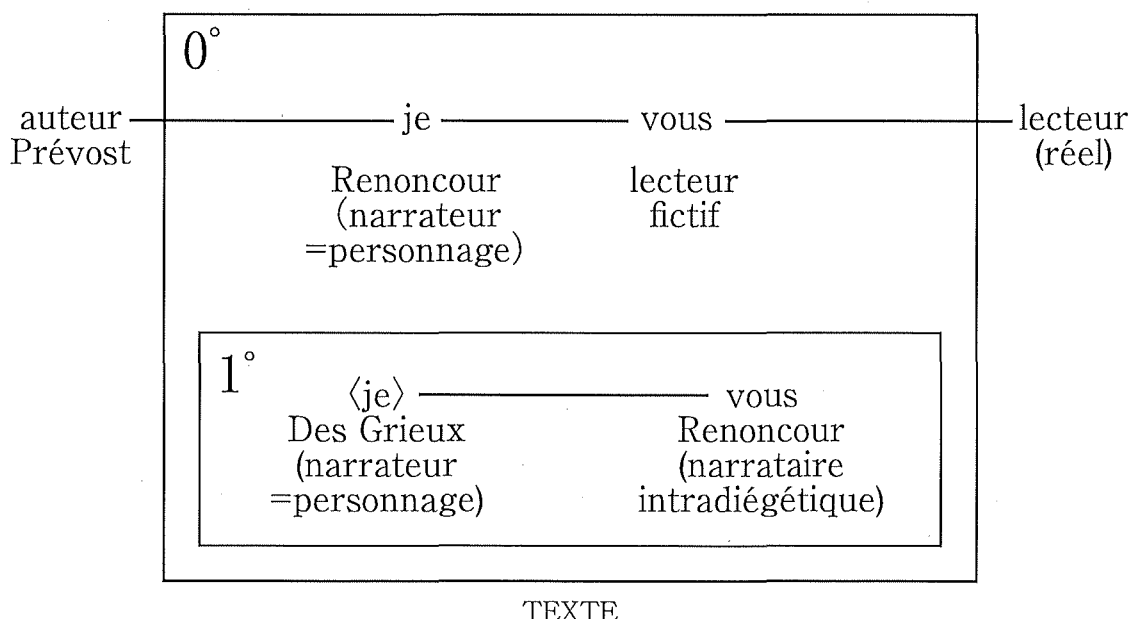 0°
auteur je vous lecteur
Prévost (réel)
Renoncour lecteur
(narrateur fictif
=personnage)
1°
〈je〉 vous
Des Grieux Renoncour
(narrateur (narrataire
=personnage) intradiégétique)
TEXTE